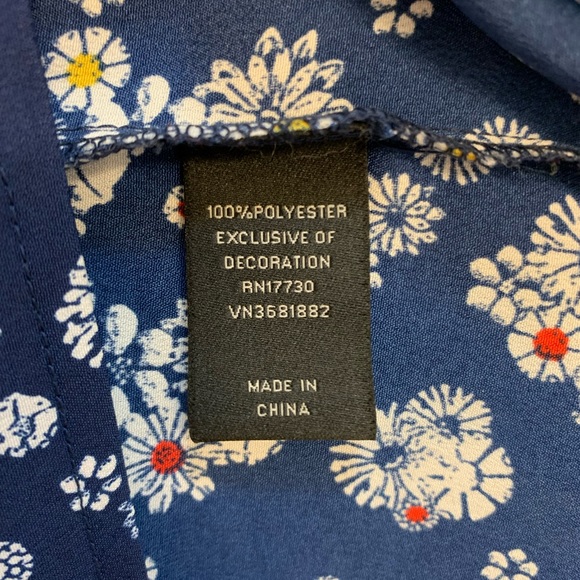 100%POLYESTER
EXCLUSIVE OF
DECORATION
RN17730
VN3681882
MADE IN
CHINA